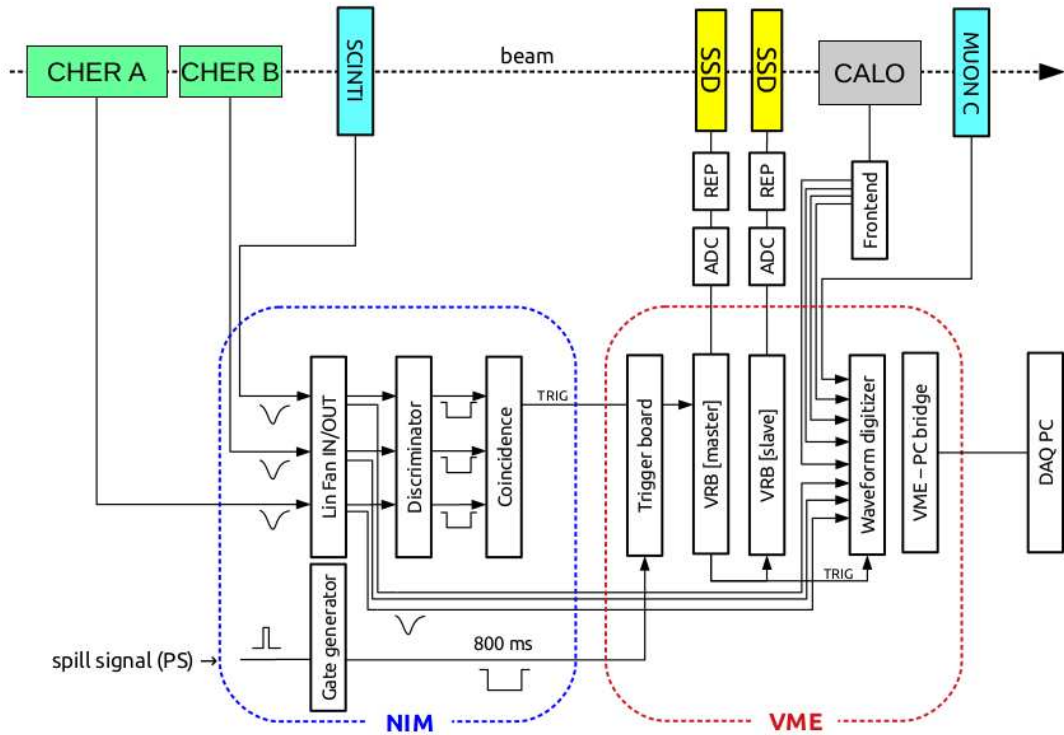 CHER A
CHER B
SCINTI
beam
SSD
SSD
CALO
MUON C
REP
REP
Frontend
ADC
ADC
Lin Fan IN/OUT
Discriminator
Coincidence
TRIG
Trigger board
VRB [master]
VRB [slave]
Waveform digitizer
VME – PC bridge
DAQ PC
TRIG
Gate generator
spill signal (PS) →
800 ms
NIM
VME